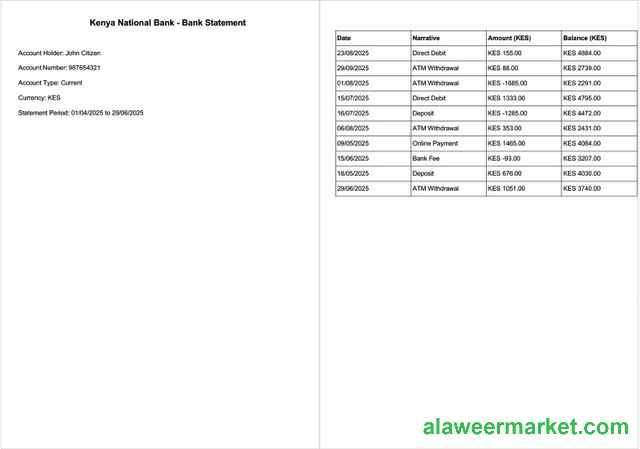 Kenya National Bank - Bank Statement
Account Holder: John Citizen
Account Number: 987654321
Account Type: Current
Currency: KES
Statement Period: 01/04/2025 to 29/06/2025
Date Narrative Amount (KES) Balance (KES)
23/08/2025 Direct Debit KES 155.00 KES 4884.00
29/09/2025 ATM Withdrawal KES 88.00 KES 2739.00
01/08/2025 ATM Withdrawal KES -1685.00 KES 2291.00
15/07/2025 Direct Debit KES 1333.00 KES 4795.00
16/07/2025 Deposit KES -1285.00 KES 4472.00
06/08/2025 ATM Withdrawal KES 353.00 KES 2431.00
09/05/2025 Online Payment KES 1465.00 KES 4084.00
15/06/2025 Bank Fee KES -93.00 KES 3207.00
18/05/2025 Deposit KES 676.00 KES 4030.00
29/06/2025 ATM Withdrawal KES 1051.00 KES 3740.00
alaweermarket.com